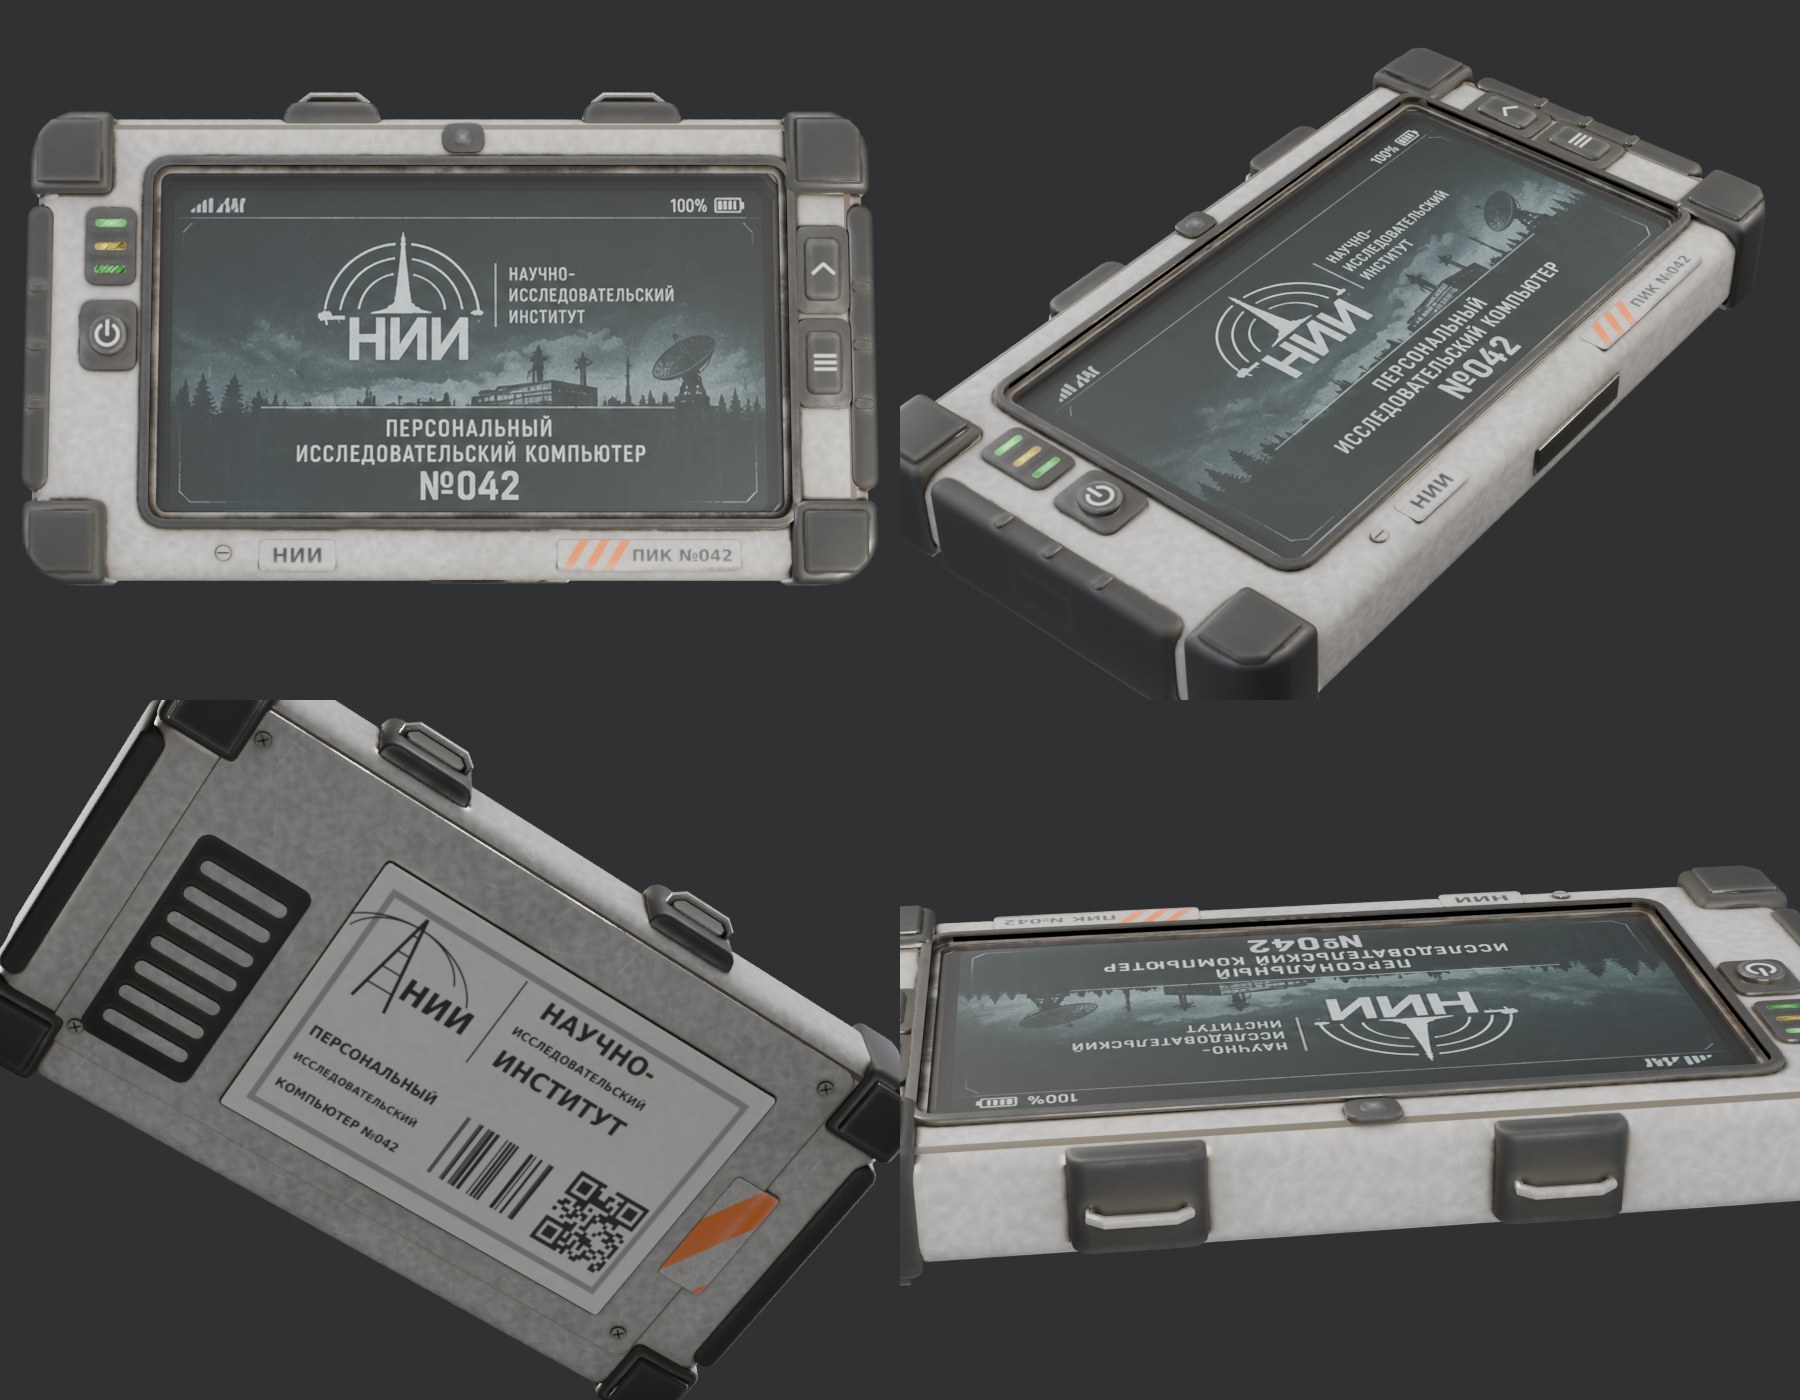 100%
НИИ
НАУЧНО-
ИССЛЕДОВАТЕЛЬСКИЙ
ИНСТИТУТ
ПЕРСОНАЛЬНЫЙ
ИССЛЕДОВАТЕЛЬСКИЙ КОМПЬЮТЕР
№042
НИИ
ПИК №042
100%
НИИ
НАУЧНО-
ИССЛЕДОВАТЕЛЬСКИЙ
ИНСТИТУТ
ПЕРСОНАЛЬНЫЙ
ИССЛЕДОВАТЕЛЬСКИЙ КОМПЬЮТЕР
№042
НИИ
ПИК №042
НИИ
НАУЧНО-
ИССЛЕДОВАТЕЛЬСКИЙ
ИНСТИТУТ
ПЕРСОНАЛЬНЫЙ
ИССЛЕДОВАТЕЛЬСКИЙ
КОМПЬЮТЕР №042
НИИ
ПИК №042
100%
НИИ
НАУЧНО-
ИССЛЕДОВАТЕЛЬСКИЙ
ИНСТИТУТ
ПЕРСОНАЛЬНЫЙ
ИССЛЕДОВАТЕЛЬСКИЙ КОМПЬЮТЕР
№042